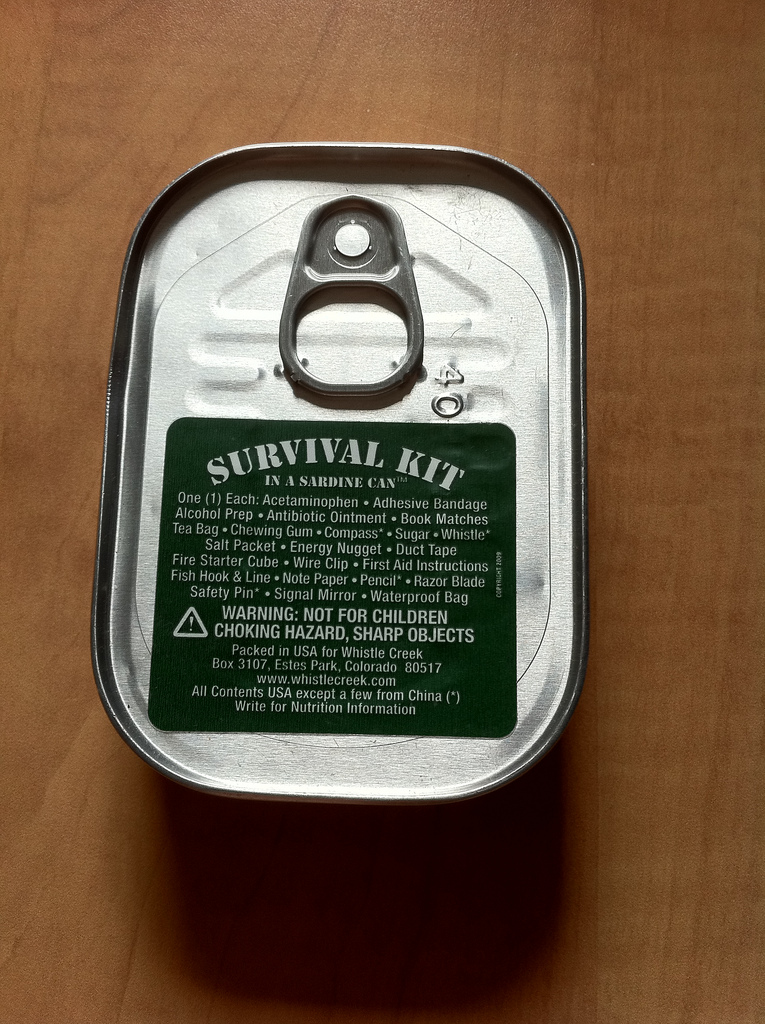 40
SURVIVAL KIT
IN A SARDINE CAN™
One (1) Each: Acetaminophen • Adhesive Bandage
Alcohol Prep • Antibiotic Ointment • Book Matches
Tea Bag • Chewing Gum • Compass* • Sugar • Whistle*
Salt Packet • Energy Nugget • Duct Tape
Fire Starter Cube • Wire Clip • First Aid Instructions
Fish Hook & Line • Note Paper • Pencil* • Razor Blade
Safety Pin* • Signal Mirror • Waterproof Bag
COPYRIGHT 2009
WARNING: NOT FOR CHILDREN
CHOKING HAZARD, SHARP OBJECTS
Packed in USA for Whistle Creek
Box 3107, Estes Park, Colorado 80517
www.whistlecreek.com
All Contents USA except a few from China (*)
Write for Nutrition Information